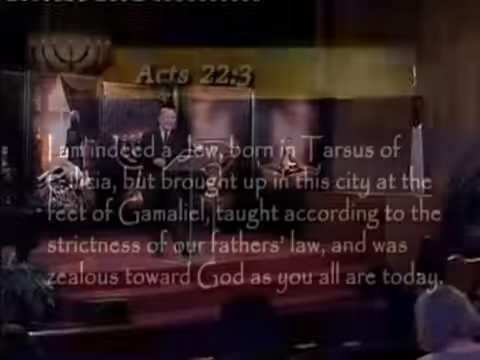 Acts 22:3
I am indeed a Jew, born in Tarsus of
Cilicia, but brought up in this city at the
feet of Gamaliel, taught according to the
strictness of our fathers' law, and was
zealous toward God as you all are today.